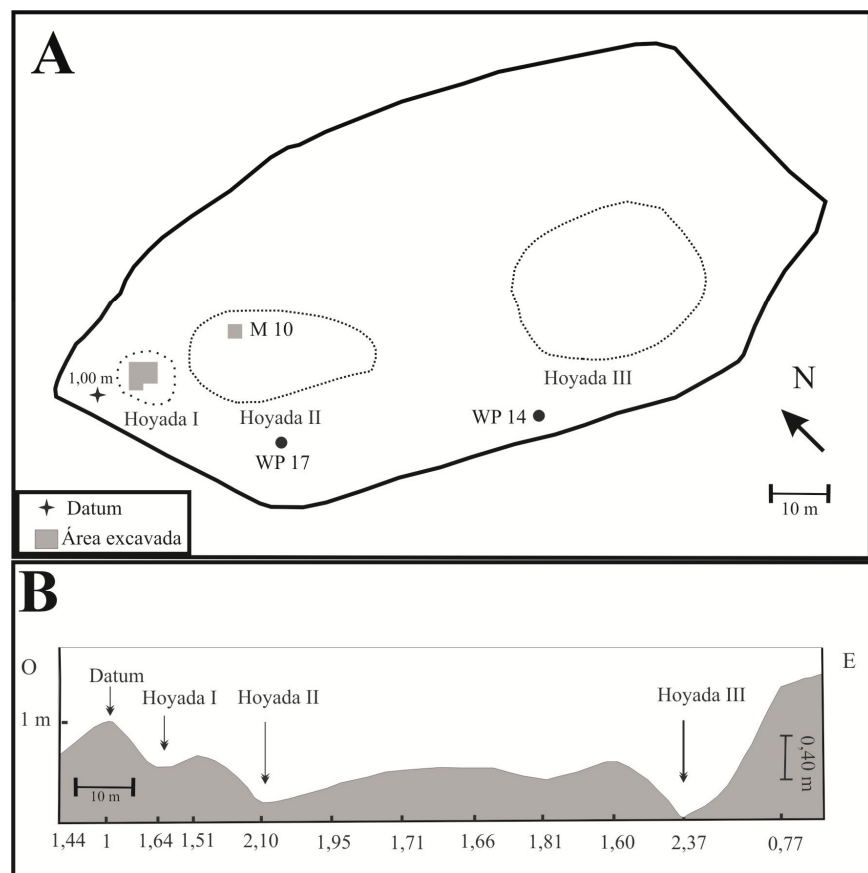 A
M 10
1,00 m
Hoyada I
Hoyada II
Hoyada III
WP 14
WP 17
N
10 m
Datum
Área excavada
B
O
E
Datum
Hoyada I
Hoyada II
Hoyada III
1 m
0,40 m
10 m
1,44 1 1,64 1,51 2,10 1,95 1,71 1,66 1,81 1,60 2,37 0,77